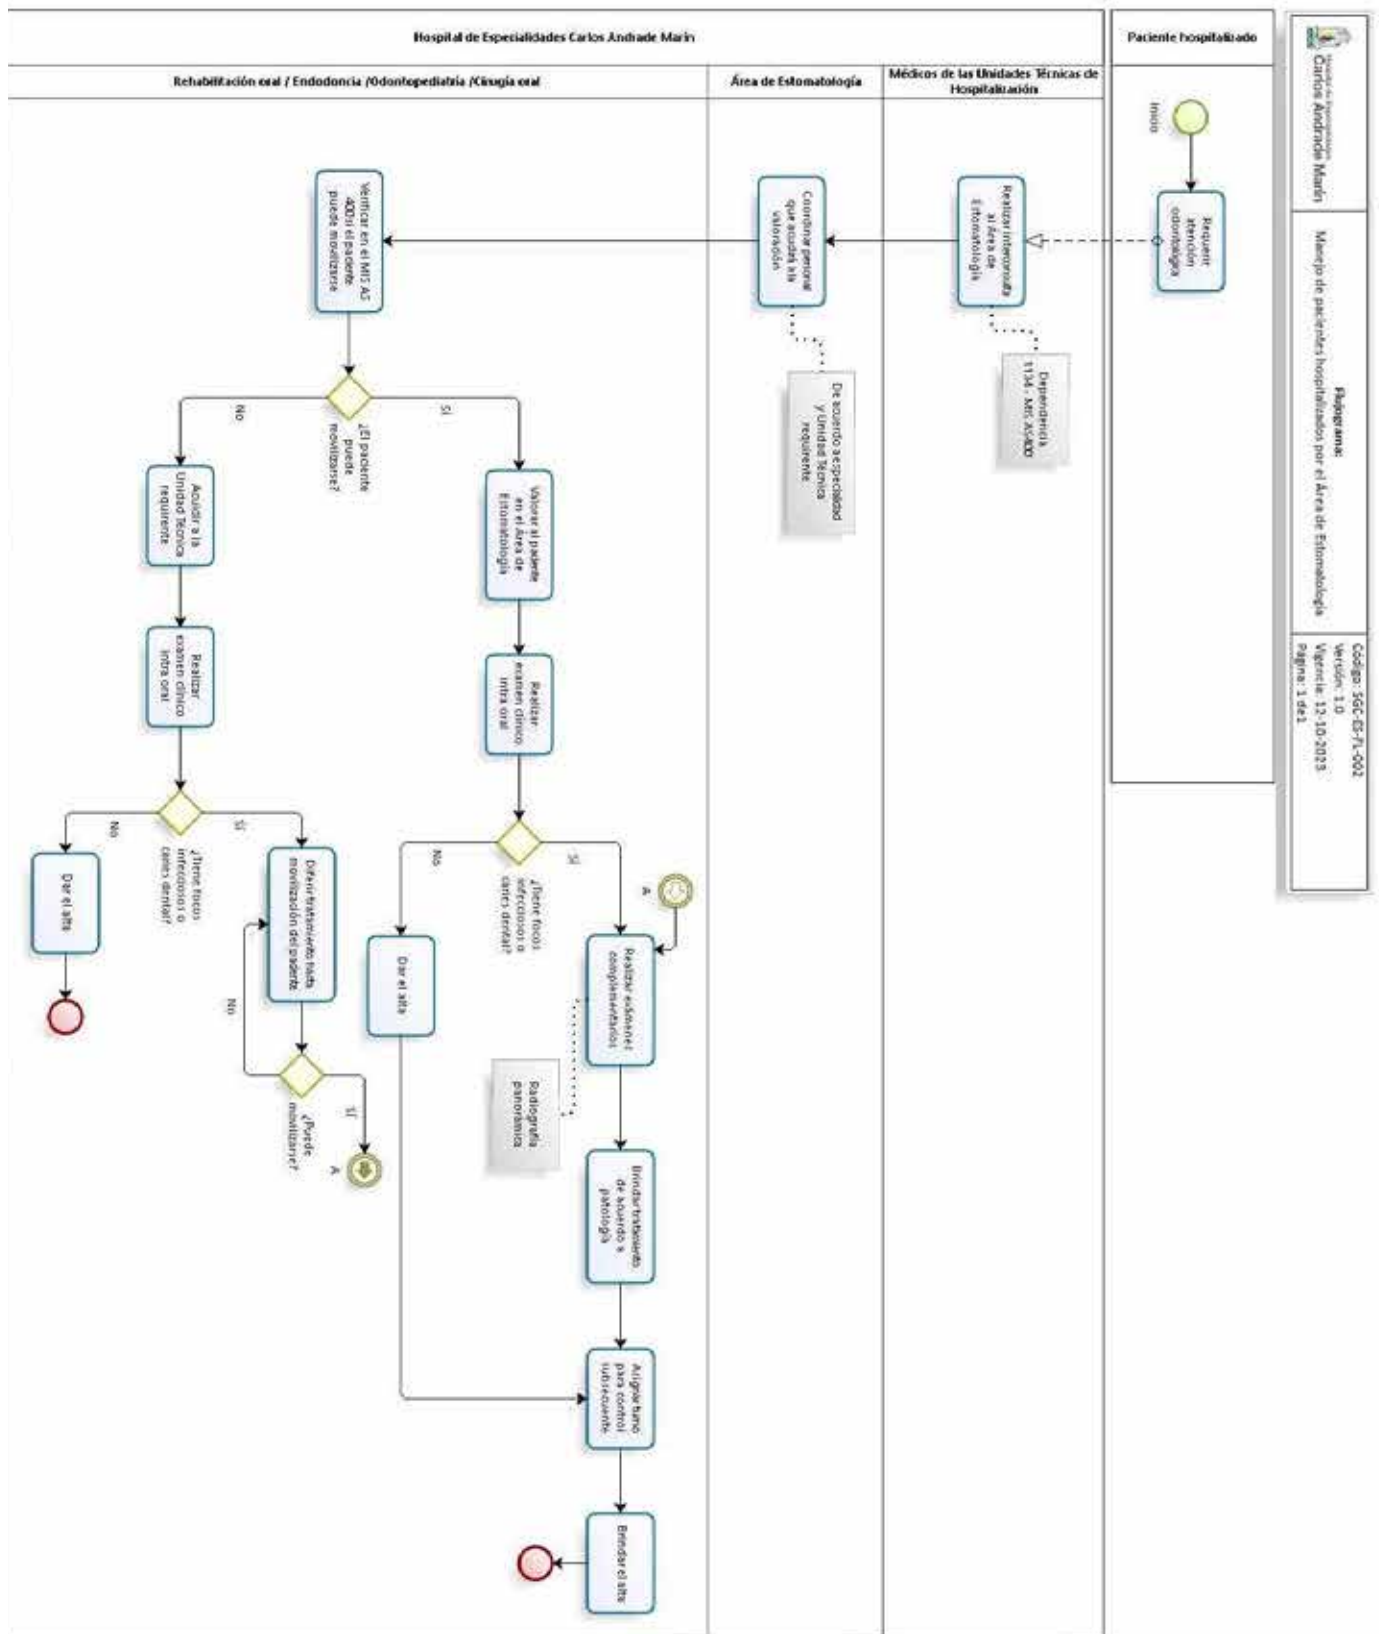 Hospital de Especialidades
Carlos Andrade Marín
Flujograma:
Manejo de pacientes hospitalizados por el Área de Estomatología
Código: SGC-ES-FL-002
Versión: 1.0
Vigencia: 12-10-2023
Página: 1 de1
Paciente hospitalizado
Inicio
Requerir
atención
odontológica
Hospital de Especialidades Carlos Andrade Marín
Médicos de las Unidades Técnicas de
Hospitalización
Realizar interconsulta
al Área de
Estomatología
Dependencia
1134 - MIS AS400
Área de Estomatología
Coordinar personal
que acudirá a la
valoración
De acuerdo a especialidad
y Unidad Técnica
requirente
Rehabilitación oral / Endodoncia /Odontopediatría /Cirugía oral
Verificar en el MIS AS
400 si el paciente
puede movilizarse
¿El paciente
puede
movilizarse?
Sí
No
Valorar al paciente
en el Área de
Estomatología
Realizar
examen clínico
intra oral
¿Tiene focos
infecciosos o
caries dental?
Sí
No
A
Realizar exámenes
complementarios
Radiografía
panorámica
Brindar tratamiento
de acuerdo a
patología
Asignar turno
para control
subsecuente
Brindar el alta
Dar el alta
Acudir a la
Unidad Técnica
requirente
Realizar
examen clínico
intra oral
¿Tiene focos
infecciosos o
caries dental?
Sí
No
Diferir tratamiento hasta
movilización del paciente
¿Puede
movilizarse?
Sí
No
A
Dar el alta